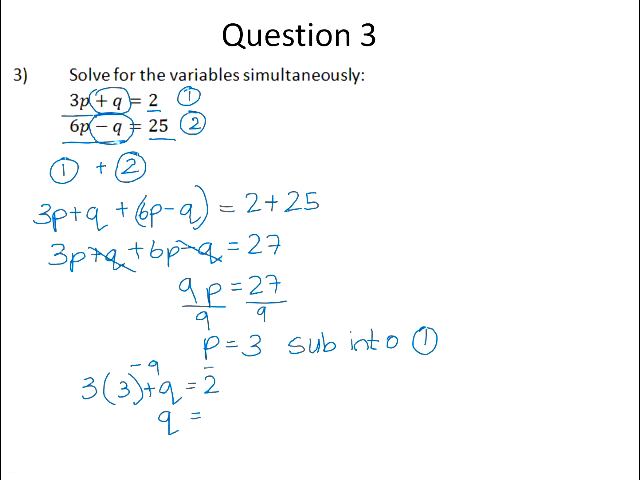 Question 3
3) Solve for the variables simultaneously:
3p + q = 2 ①
6p − q = 25 ②
① + ②
3p+q + (6p-q) = 2+25
3p+q + 6p-q = 27
9p = 27
9 9
p = 3 sub into ①
-9 -
3(3)+q = 2
q =